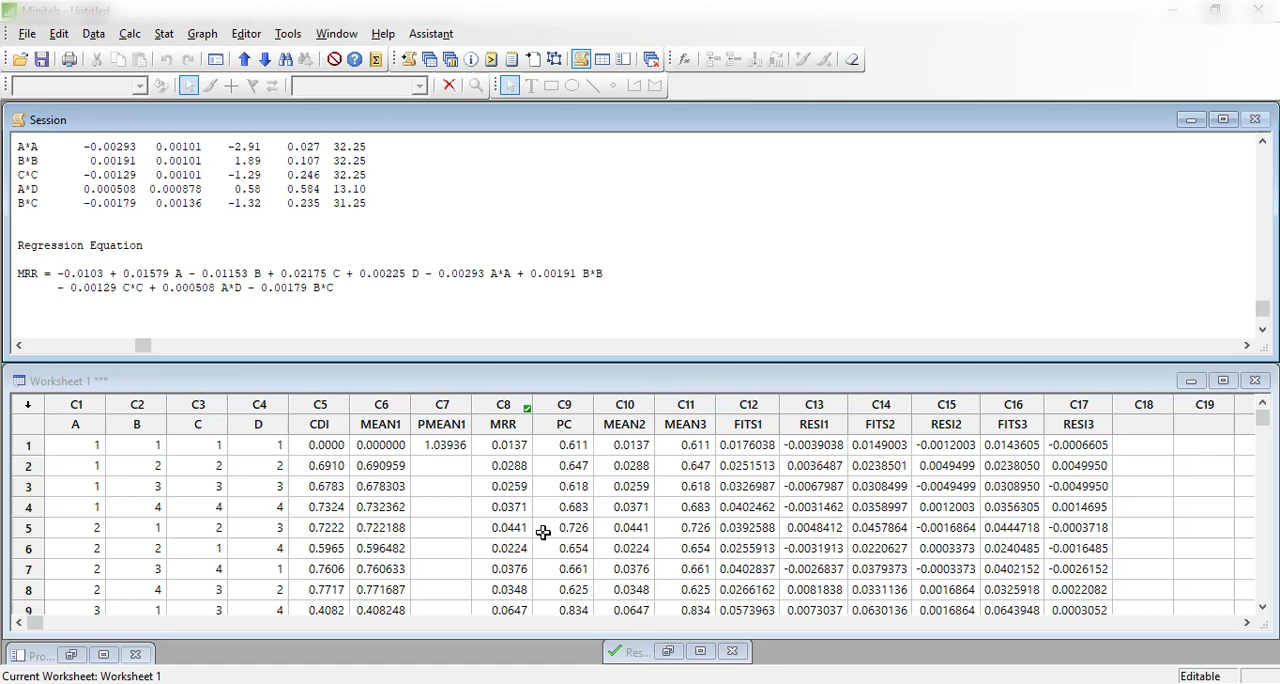 Minitab - Untitled
File Edit Data Calc Stat Graph Editor Tools Window Help Assistant
Session
A*A -0.00293 0.00101 -2.91 0.027 32.25
B*B 0.00191 0.00101 1.89 0.107 32.25
C*C -0.00129 0.00101 -1.29 0.246 32.25
A*D 0.000508 0.000878 0.58 0.584 13.10
B*C -0.00179 0.00136 -1.32 0.235 31.25
Regression Equation
MRR = -0.0103 + 0.01579 A - 0.01153 B + 0.02175 C + 0.00225 D - 0.00293 A*A + 0.00191 B*B
- 0.00129 C*C + 0.000508 A*D - 0.00179 B*C
Worksheet 1 ***
C1 C2 C3 C4 C5 C6 C7 C8 C9 C10 C11 C12 C13 C14 C15 C16 C17 C18 C19
A B C D CDI MEAN1 PMEAN1 MRR PC MEAN2 MEAN3 FITS1 RESI1 FITS2 RESI2 FITS3 RESI3
1 1 1 1 1 0.0000 0.000000 1.03936 0.0137 0.611 0.0137 0.611 0.0176038 -0.0039038 0.0149003 -0.0012003 0.0143605 -0.0006605
2 1 2 2 2 0.6910 0.690959 0.0288 0.647 0.0288 0.647 0.0251513 0.0036487 0.0238501 0.0049499 0.0238050 0.0049950
3 1 3 3 3 0.6783 0.678303 0.0259 0.618 0.0259 0.618 0.0326987 -0.0067987 0.0308499 -0.0049499 0.0308950 -0.0049950
4 1 4 4 4 0.7324 0.732362 0.0371 0.683 0.0371 0.683 0.0402462 -0.0031462 0.0358997 0.0012003 0.0356305 0.0014695
5 2 1 2 3 0.7222 0.722188 0.0441 0.726 0.0441 0.726 0.0392588 0.0048412 0.0457864 -0.0016864 0.0444718 -0.0003718
6 2 2 1 4 0.5965 0.596482 0.0224 0.654 0.0224 0.654 0.0255913 -0.0031913 0.0220627 0.0003373 0.0240485 -0.0016485
7 2 3 4 1 0.7606 0.760633 0.0376 0.661 0.0376 0.661 0.0402837 -0.0026837 0.0379373 -0.0003373 0.0402152 -0.0026152
8 2 4 3 2 0.7717 0.771687 0.0348 0.625 0.0348 0.625 0.0266162 0.0081838 0.0331136 0.0016864 0.0325918 0.0022082
9 3 1 3 4 0.4082 0.408248 0.0647 0.834 0.0647 0.834 0.0573963 0.0073037 0.0630136 0.0016864 0.0643948 0.0003052
Pro... Res...
Current Worksheet: Worksheet 1 Editable